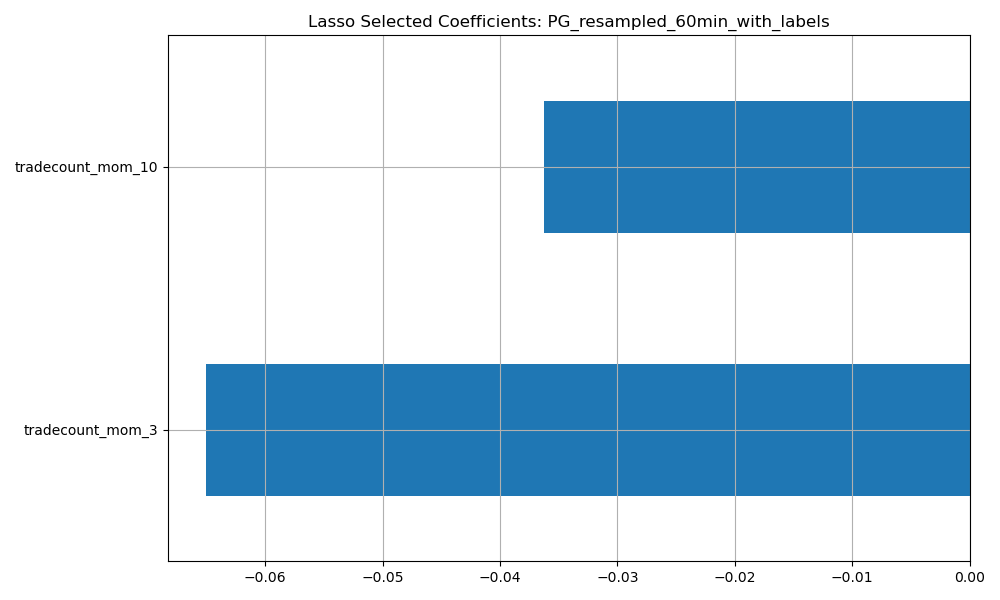 Lasso Selected Coefficients: PG_resampled_60min_with_labels
tradecount_mom_10
tradecount_mom_3
−0.06 −0.05 −0.04 −0.03 −0.02 −0.01 0.00